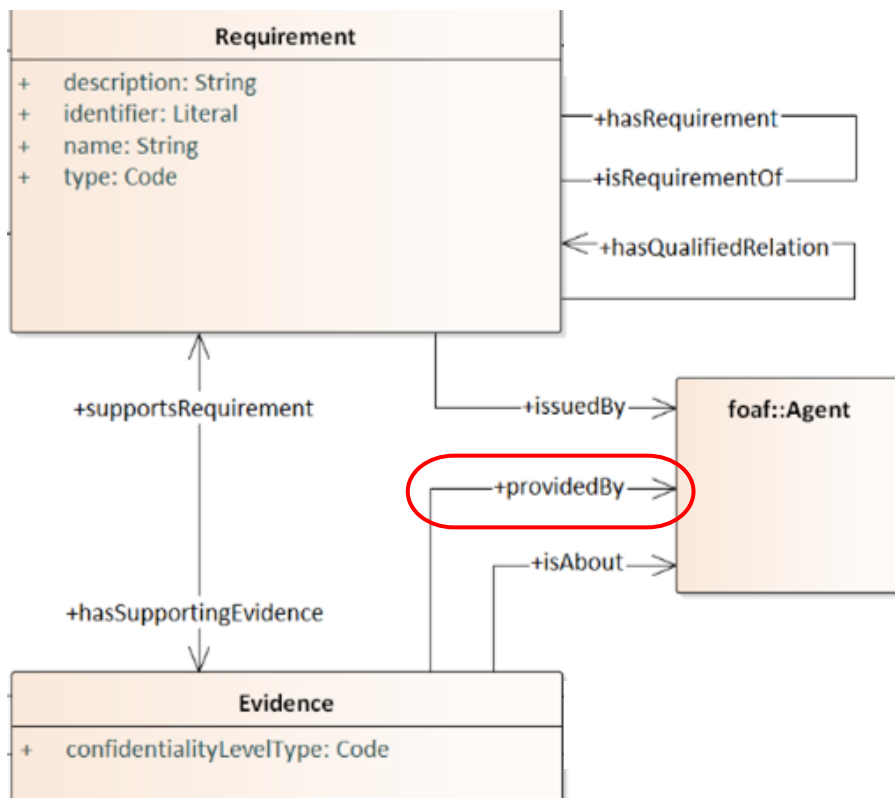 Requirement
+ description: String
+ identifier: Literal
+ name: String
+ type: Code
+hasRequirement
+isRequirementOf
+hasQualifiedRelation
+supportsRequirement
+issuedBy
foaf::Agent
+providedBy
+isAbout
+hasSupportingEvidence
Evidence
+ confidentialityLevelType: Code